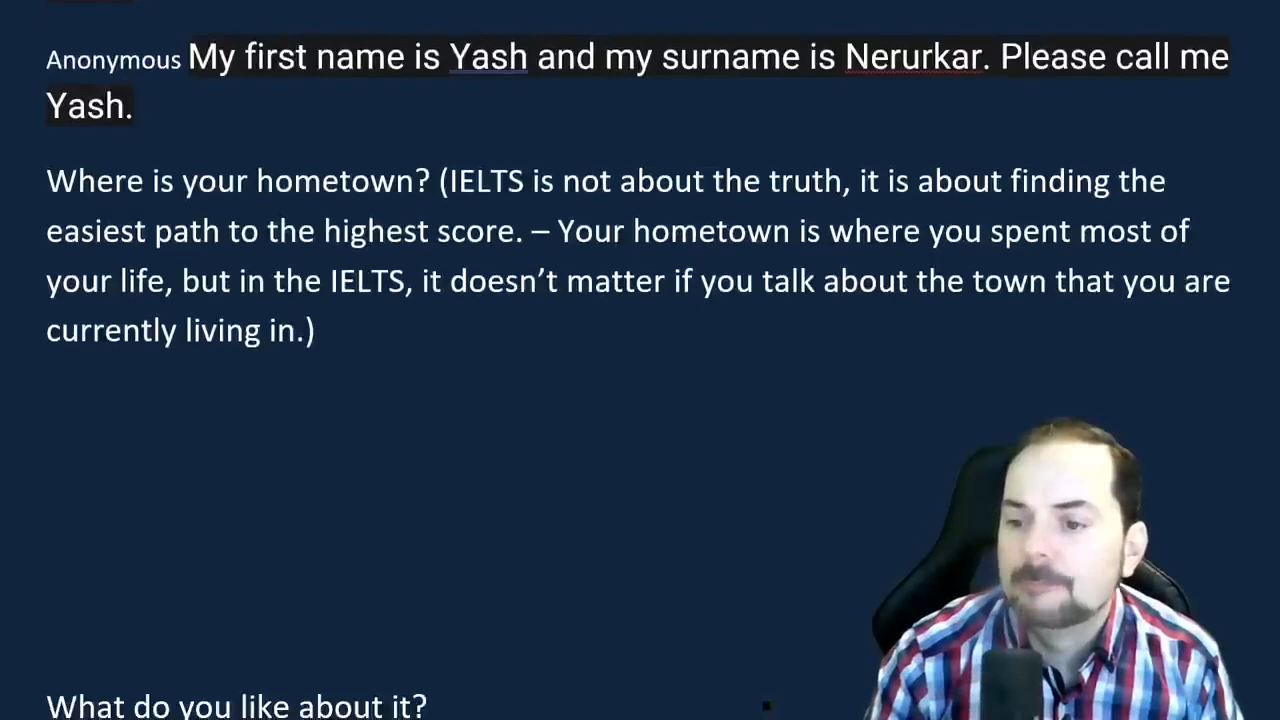 Anonymous My first name is Yash and my surname is Nerurkar. Please call me
Yash.
Where is your hometown? (IELTS is not about the truth, it is about finding the
easiest path to the highest score. – Your hometown is where you spent most of
your life, but in the IELTS, it doesn’t matter if you talk about the town that you are
currently living in.)
What do you like about it?